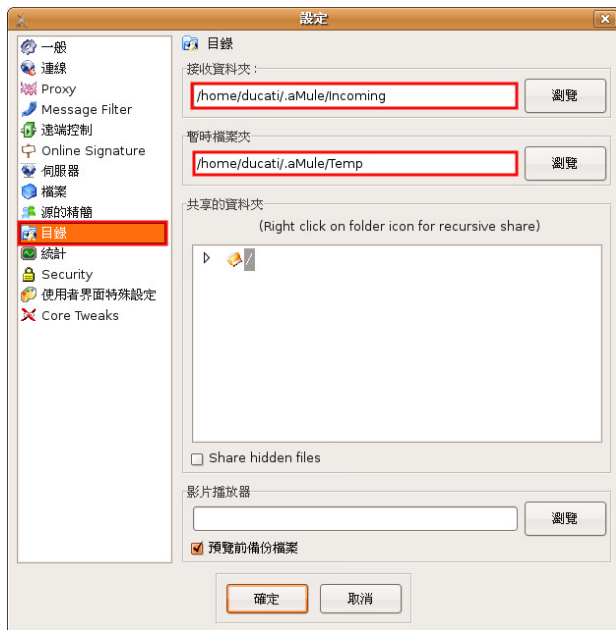 設定
一般
連線
Proxy
Message Filter
遠端控制
Online Signature
伺服器
檔案
源的精簡
目錄
統計
Security
使用者界面特殊設定
Core Tweaks
目錄
接收資料夾：
/home/ducati/.aMule/Incoming
瀏覽
暫時檔案夾
/home/ducati/.aMule/Temp
瀏覽
共享的資料夾
(Right click on folder icon for recursive share)
/
Share hidden files
影片播放器
瀏覽
預覽前備份檔案
確定
取消